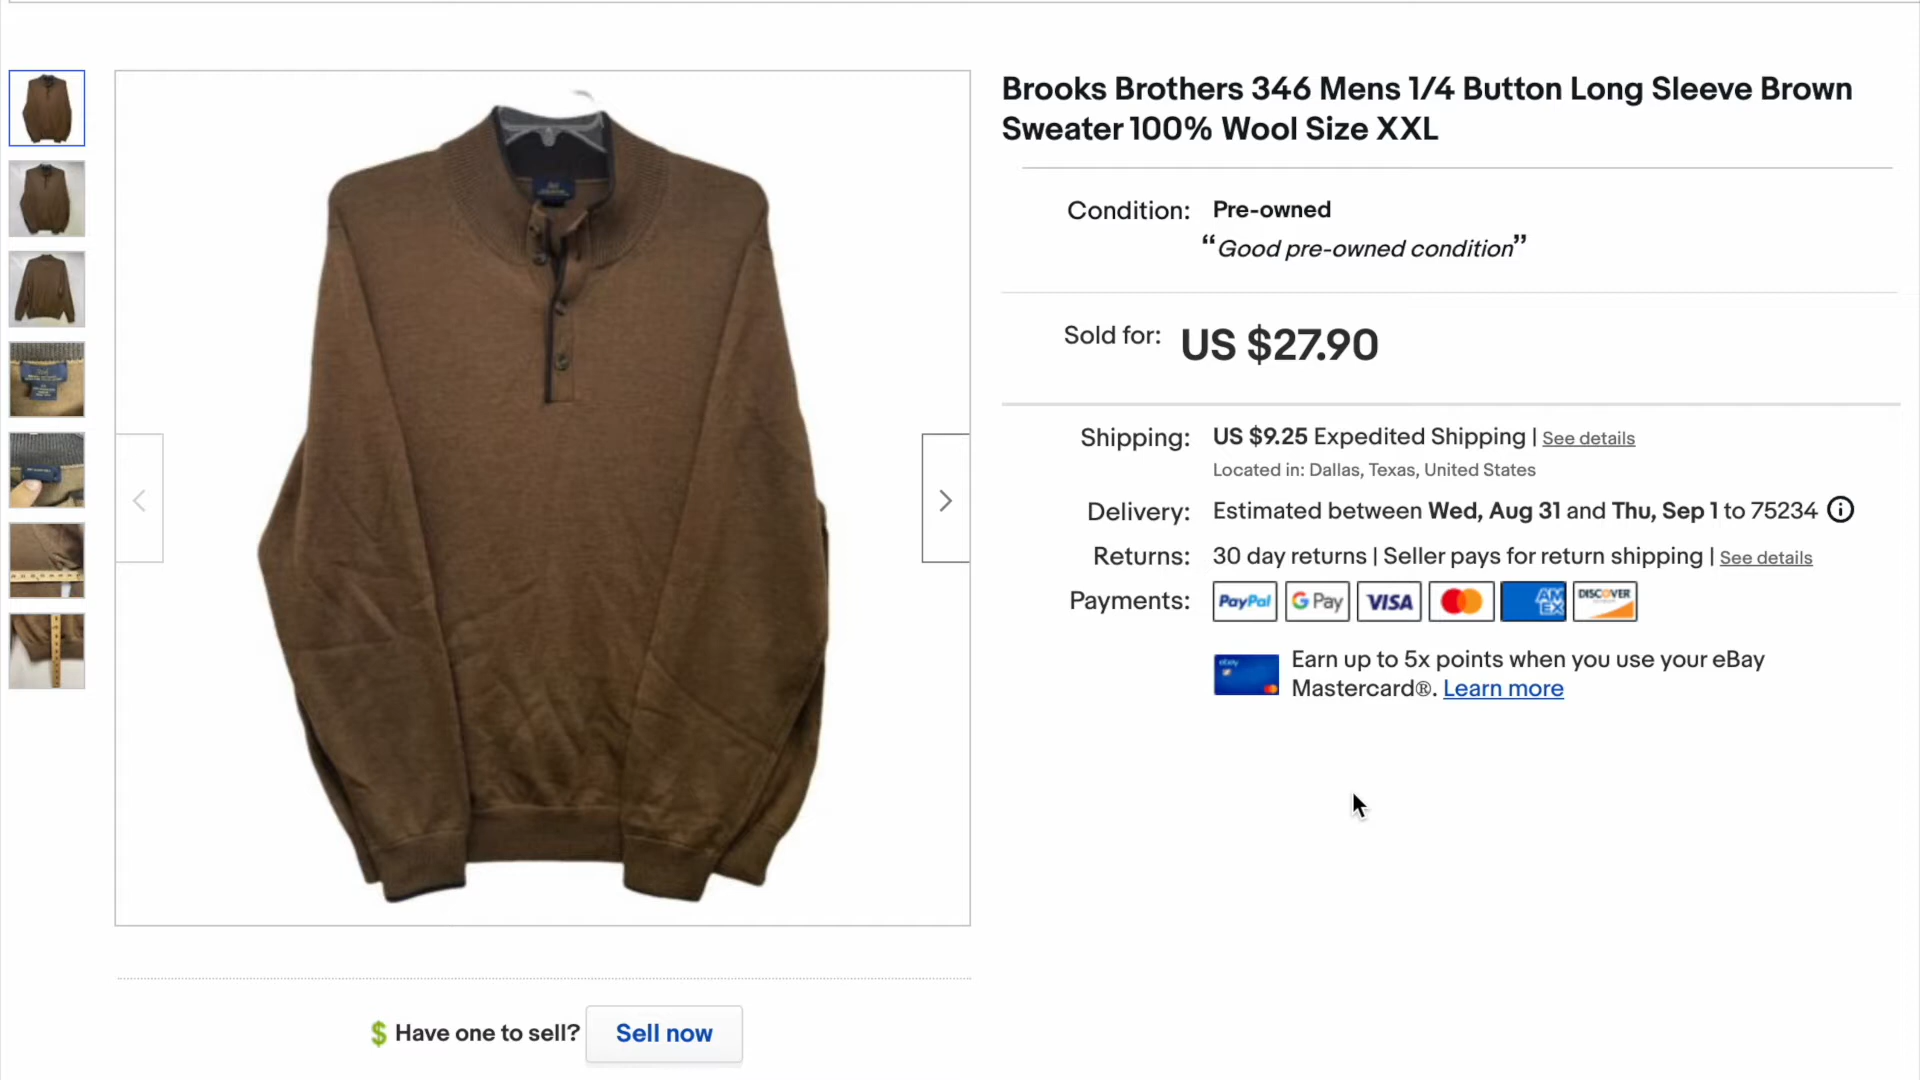 Brooks Brothers 346 Mens 1/4 Button Long Sleeve Brown
Sweater 100% Wool Size XXL
Condition: Pre-owned
“Good pre-owned condition”
Sold for: US $27.90
Shipping: US $9.25 Expedited Shipping | See details
Located in: Dallas, Texas, United States
Delivery: Estimated between Wed, Aug 31 and Thu, Sep 1 to 75234
Returns: 30 day returns | Seller pays for return shipping | See details
Payments: PayPal G Pay VISA AM EX DISCOVER
ebay
Earn up to 5x points when you use your eBay
Mastercard®. Learn more
Have one to sell? Sell now